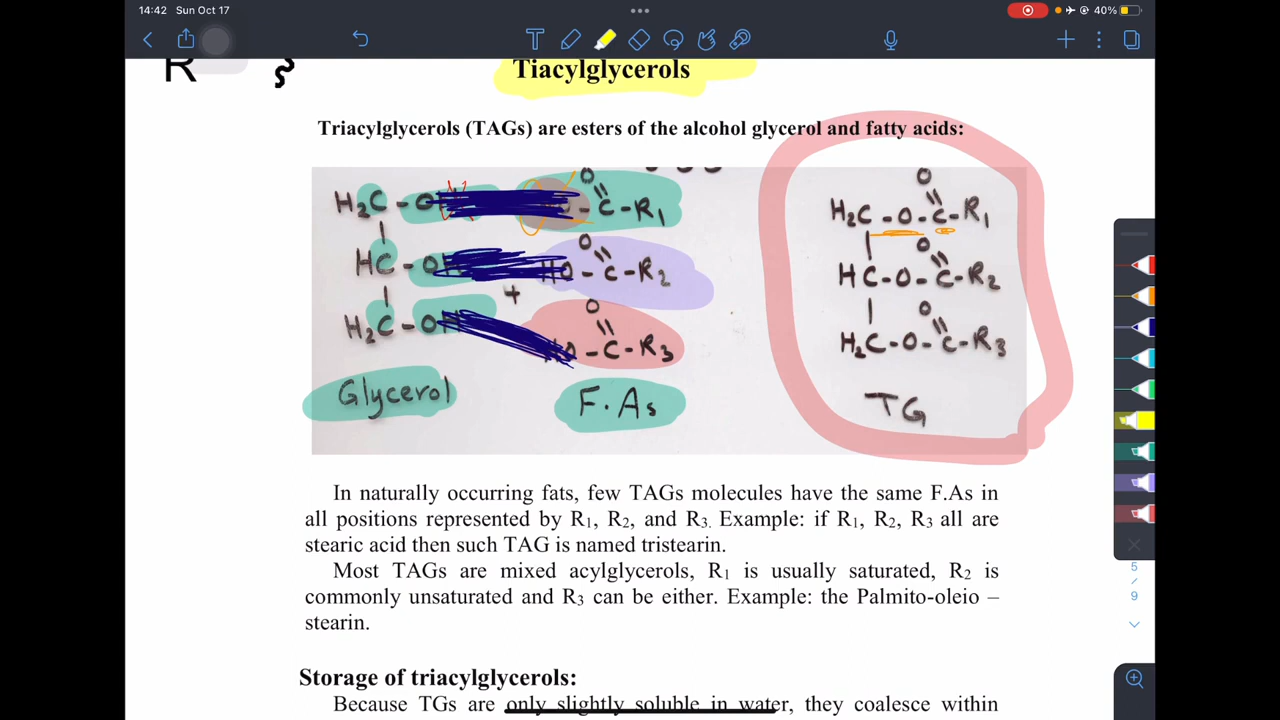 14:42 Sun Oct 17
40%
R
Tiacylglycerols
Triacylglycerols (TAGs) are esters of the alcohol glycerol and fatty acids:
O O
H₂C - OH - C - R₁ H₂C - O - C - R₁
O O
HC - OH HO - C - R₂ HC - O - C - R₂
+
O O
H₂C - OH HO - C - R₃ H₂C - O - C - R₃
Glycerol F.As TG
In naturally occurring fats, few TAGs molecules have the same F.As in
all positions represented by R₁, R₂, and R₃. Example: if R₁, R₂, R₃ all are
stearic acid then such TAG is named tristearin.
Most TAGs are mixed acylglycerols, R₁ is usually saturated, R₂ is
commonly unsaturated and R₃ can be either. Example: the Palmito-oleio –
stearin.
5
/
9
Storage of triacylglycerols:
Because TGs are only slightly soluble in water, they coalesce within